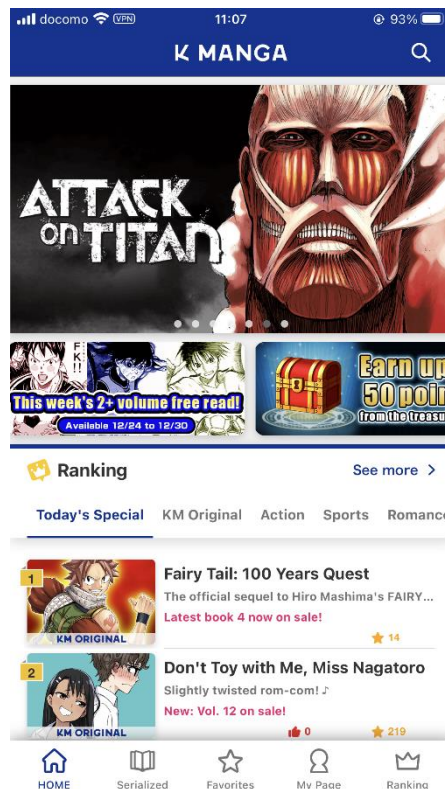 docomo VPN 11:07 93%
K MANGA
ATTACK
on TITAN
FK!!
This week's 2+ volume free read!
Available 12/24 to 12/30
Earn up
50 poin
from the treasu
Ranking
See more >
Today's Special KM Original Action Sports Romance
1
Fairy Tail: 100 Years Quest
The official sequel to Hiro Mashima's FAIRY...
Latest book 4 now on sale!
KM ORIGINAL
14
2
Don't Toy with Me, Miss Nagatoro
Slightly twisted rom-com! ♪
New: Vol. 12 on sale!
KM ORIGINAL
0 219
HOME Serialized Favorites My Page Ranking